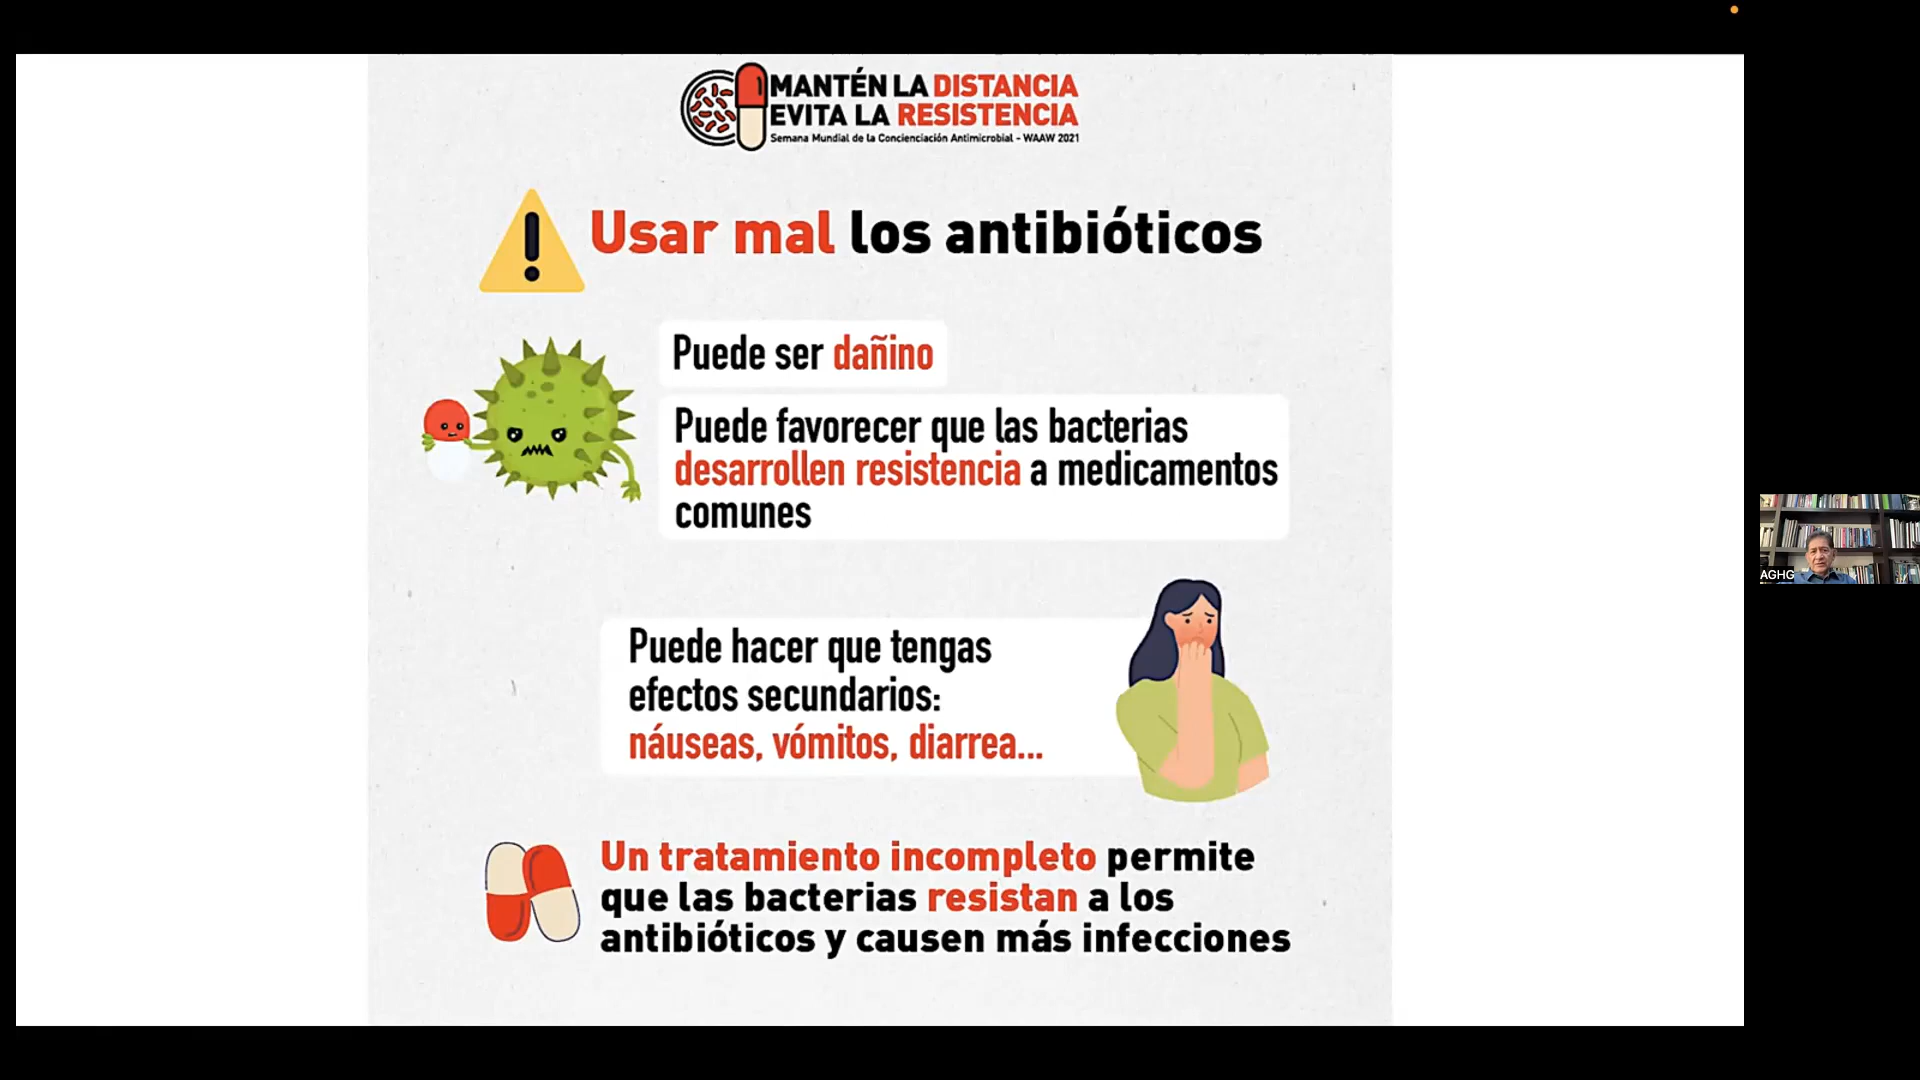 MANTÉN LA DISTANCIA
EVITA LA RESISTENCIA
Semana Mundial de la Concienciación Antimicrobial - WAAW 2021
Usar mal los antibióticos
Puede ser dañino
Puede favorecer que las bacterias
desarrollen resistencia a medicamentos
comunes
Puede hacer que tengas
efectos secundarios:
náuseas, vómitos, diarrea...
Un tratamiento incompleto permite
que las bacterias resistan a los
antibióticos y causen más infecciones
AGHG